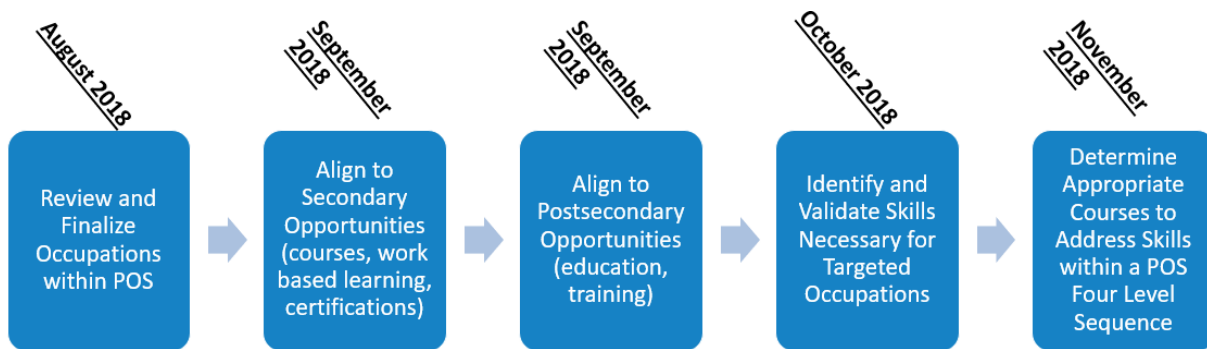 August 2018
Review and
Finalize
Occupations
within POS
September
2018
Align to
Secondary
Opportunities
(courses, work
based learning,
certifications)
September
2018
Align to
Postsecondary
Opportunities
(education,
training)
October 2018
Identify and
Validate Skills
Necessary for
Targeted
Occupations
November
2018
Determine
Appropriate
Courses to
Address Skills
within a POS
Four Level
Sequence